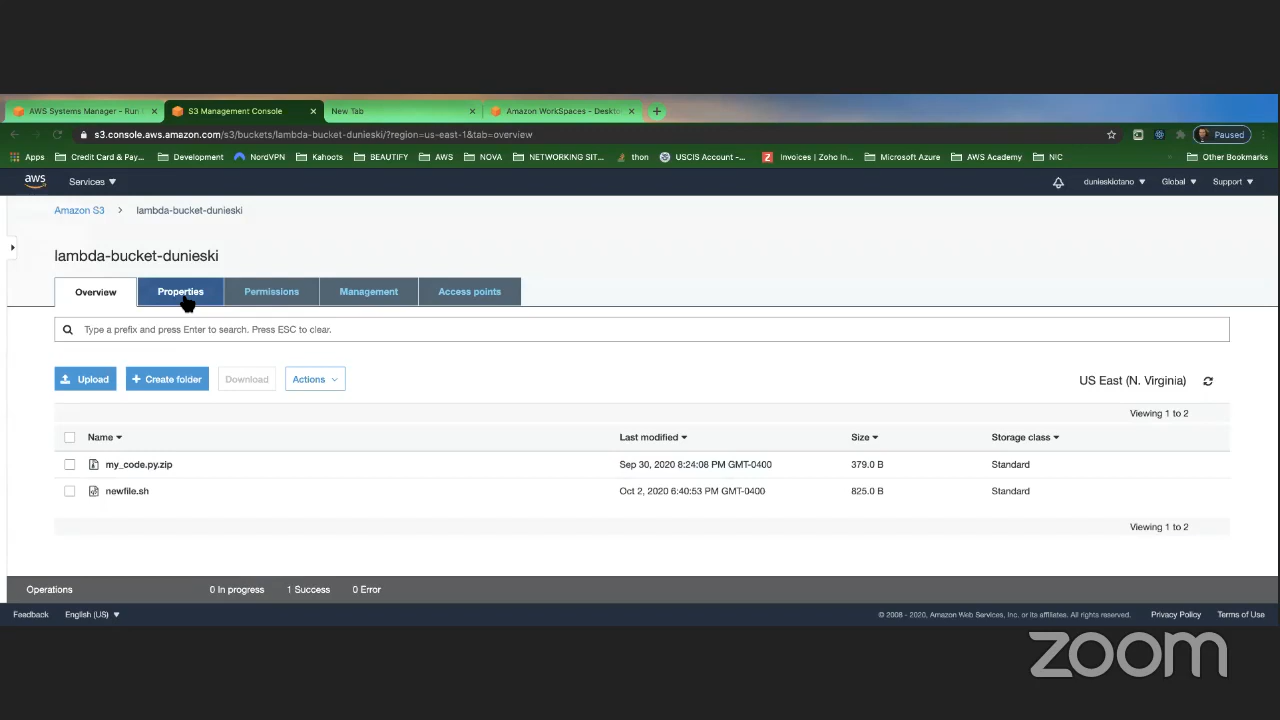 AWS Systems Manager - Run
S3 Management Console
New Tab
Amazon WorkSpaces - Deskto
s3.console.aws.amazon.com/s3/buckets/lambda-bucket-dunieski/?region=us-east-1&tab=overview
Paused
Apps
Credit Card & Pay...
Development
NordVPN
Kahoots
BEAUTIFY
AWS
NOVA
NETWORKING SIT...
thon
USCIS Account -...
Invoices | Zoho In...
Microsoft Azure
AWS Academy
NIC
Other Bookmarks
aws
Services
dunieskiotano
Global
Support
Amazon S3 > lambda-bucket-dunieski
lambda-bucket-dunieski
Overview
Properties
Permissions
Management
Access points
Type a prefix and press Enter to search. Press ESC to clear.
Upload
+ Create folder
Download
Actions
US East (N. Virginia)
Viewing 1 to 2
Name
Last modified
Size
Storage class
my_code.py.zip
Sep 30, 2020 8:24:08 PM GMT-0400
379.0 B
Standard
newfile.sh
Oct 2, 2020 6:40:53 PM GMT-0400
825.0 B
Standard
Viewing 1 to 2
Operations
0 In progress
1 Success
0 Error
Feedback
English (US)
© 2008 - 2020, Amazon Web Services, Inc. or its affiliates. All rights reserved.
Privacy Policy
Terms of Use
zoom